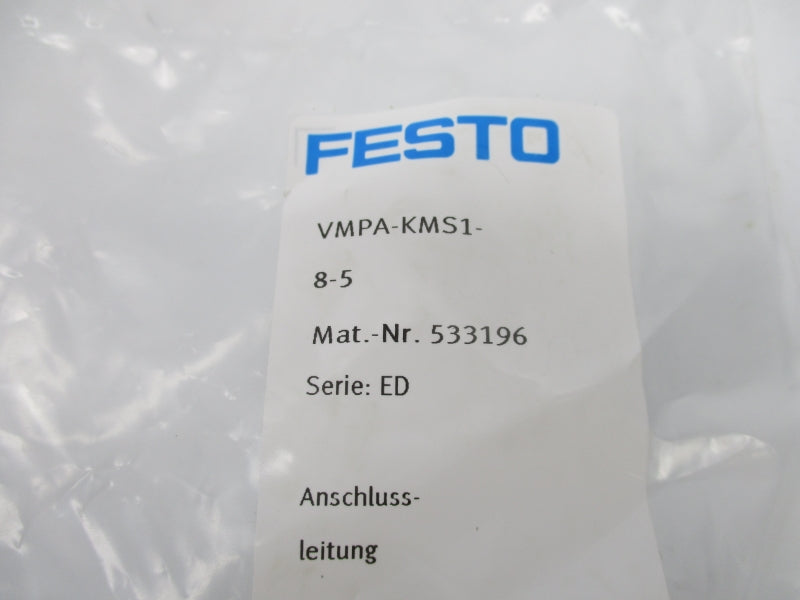 FESTO
VMPA-KMS1-
8-5
Mat.-Nr. 533196
Serie: ED
Anschluss-
leitung